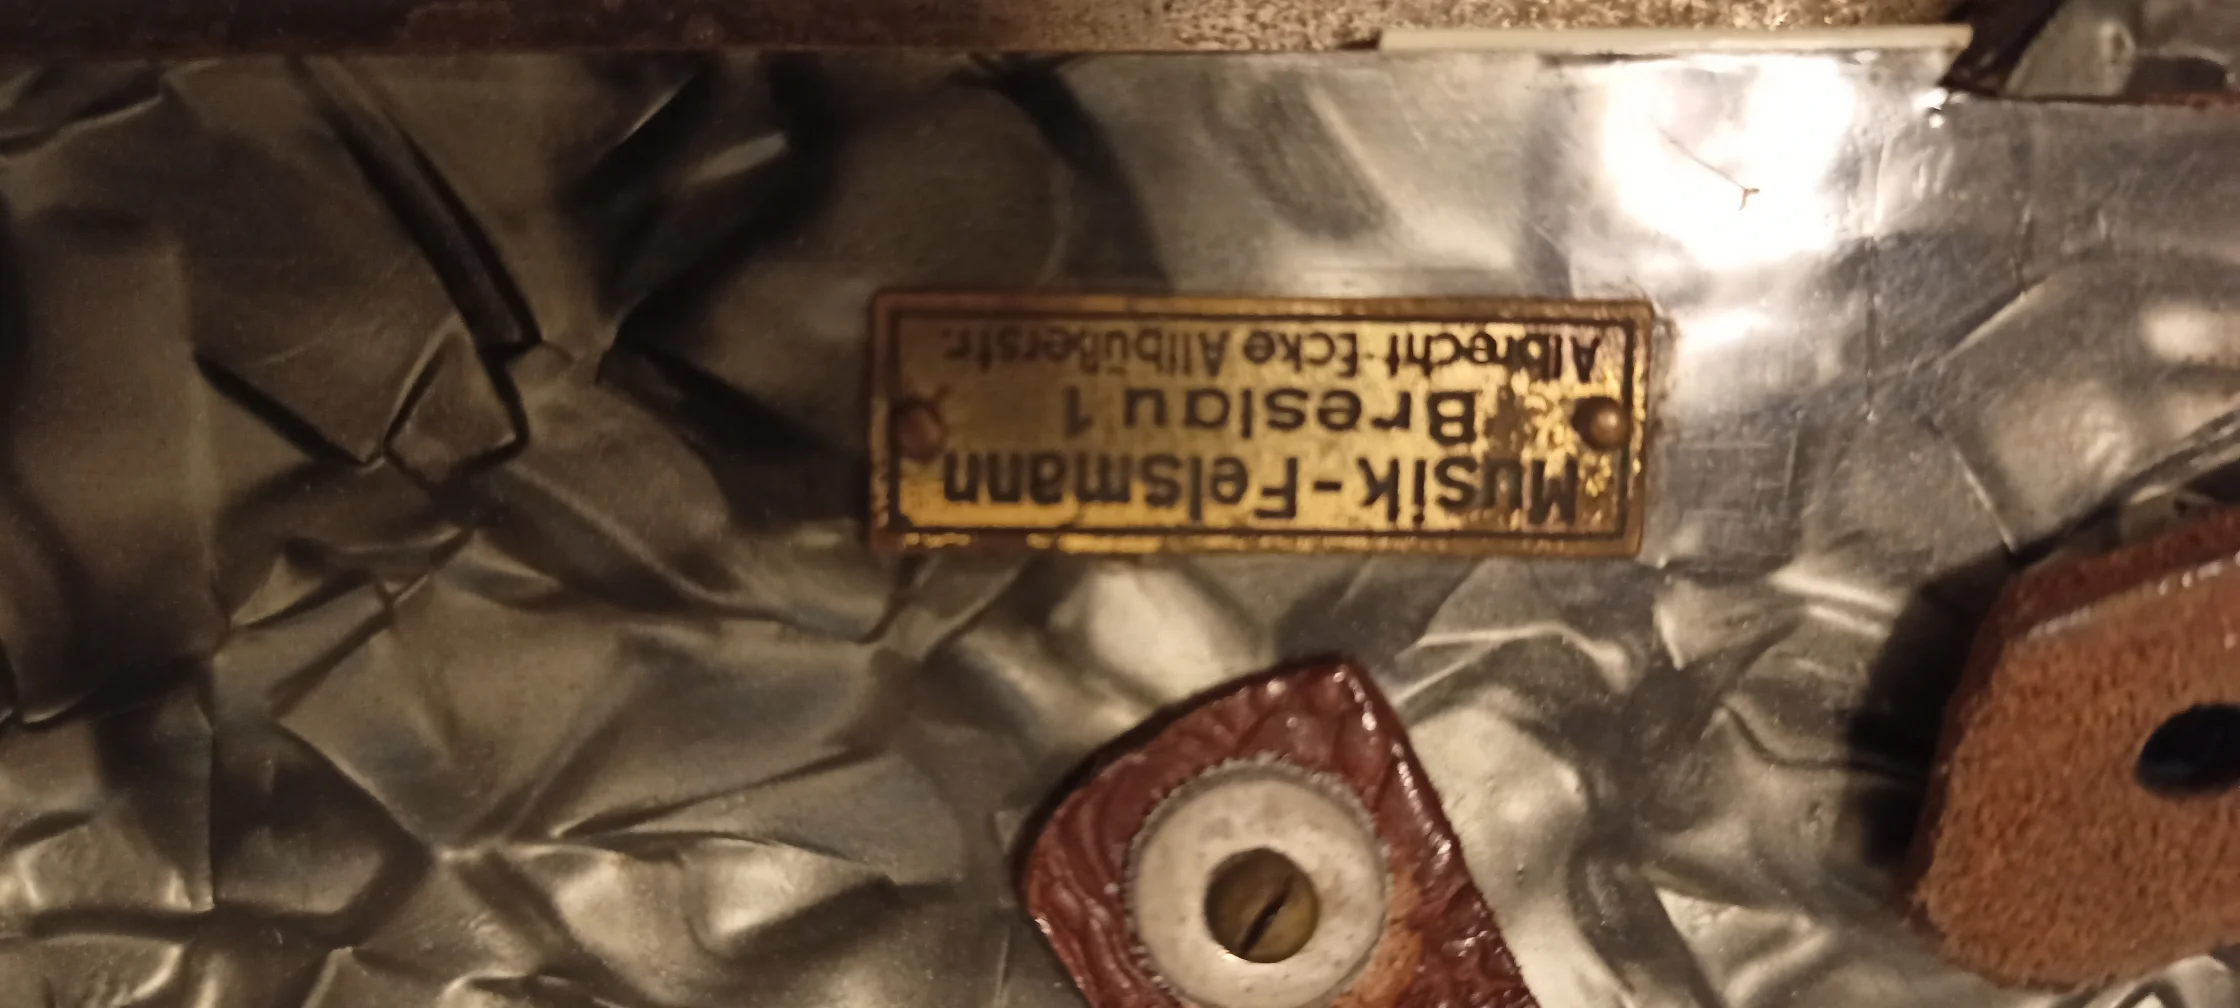 Musik-Felsmann
Breslau 1
Albrecht-Ecke Altbüßerstr.